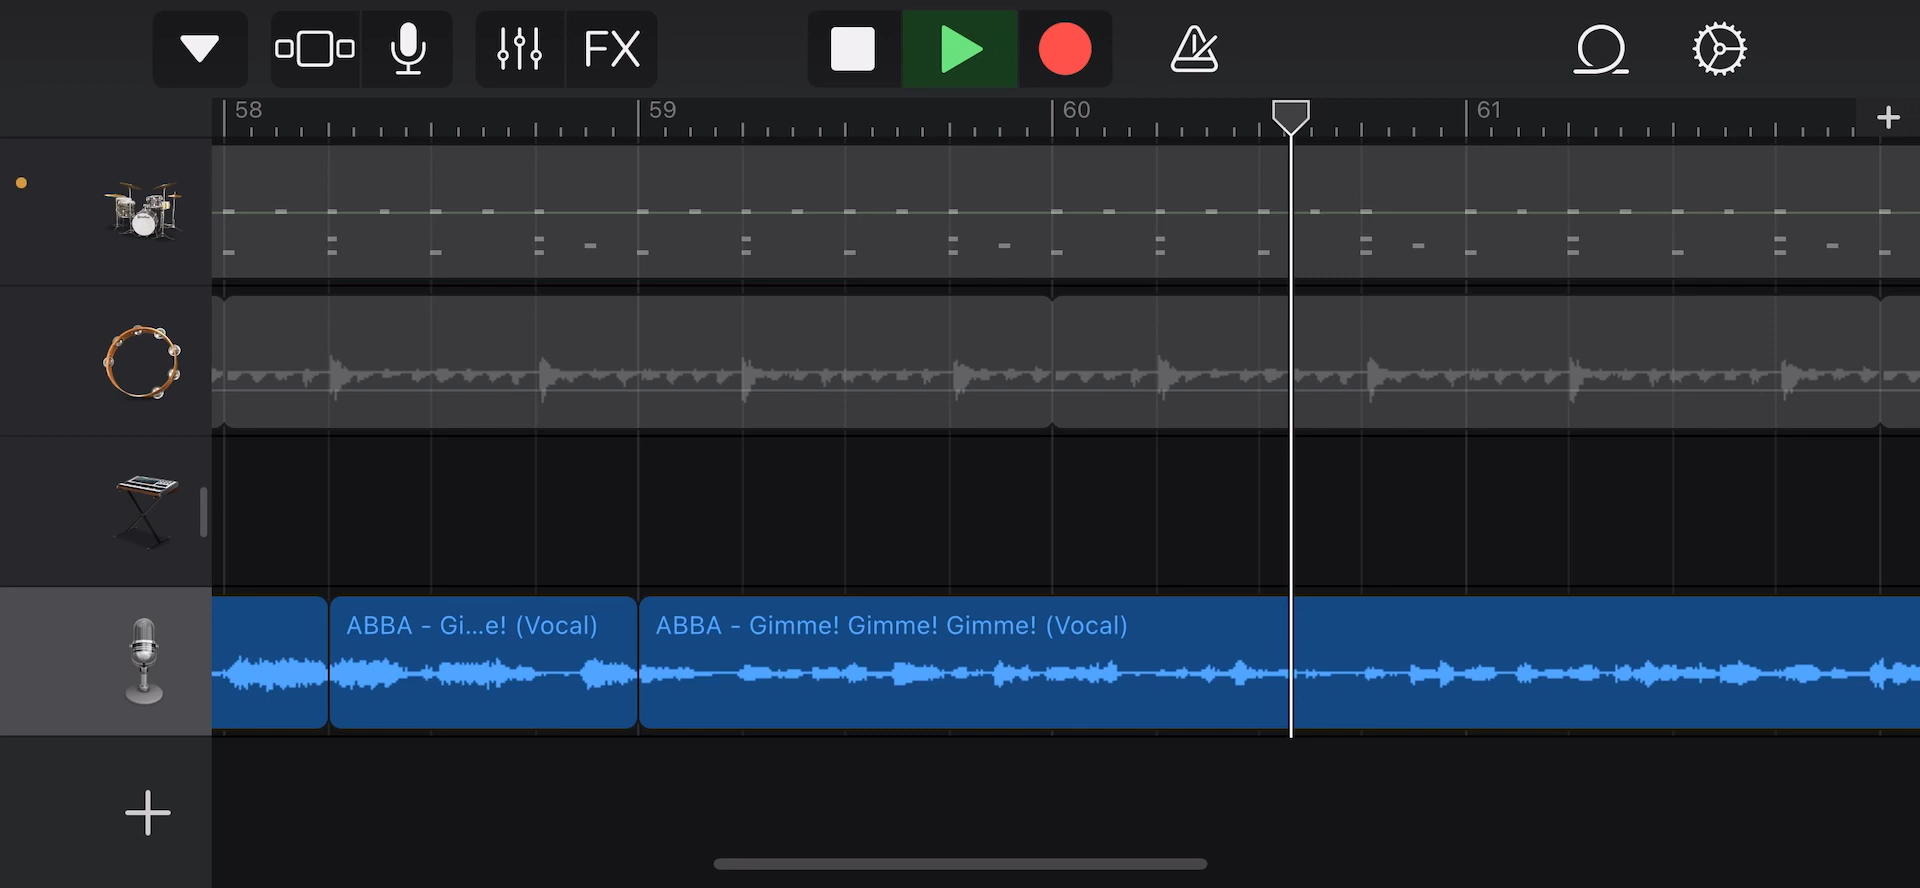 FX
58 59 60 61
ABBA - Gi...e! (Vocal)
ABBA - Gimme! Gimme! Gimme! (Vocal)